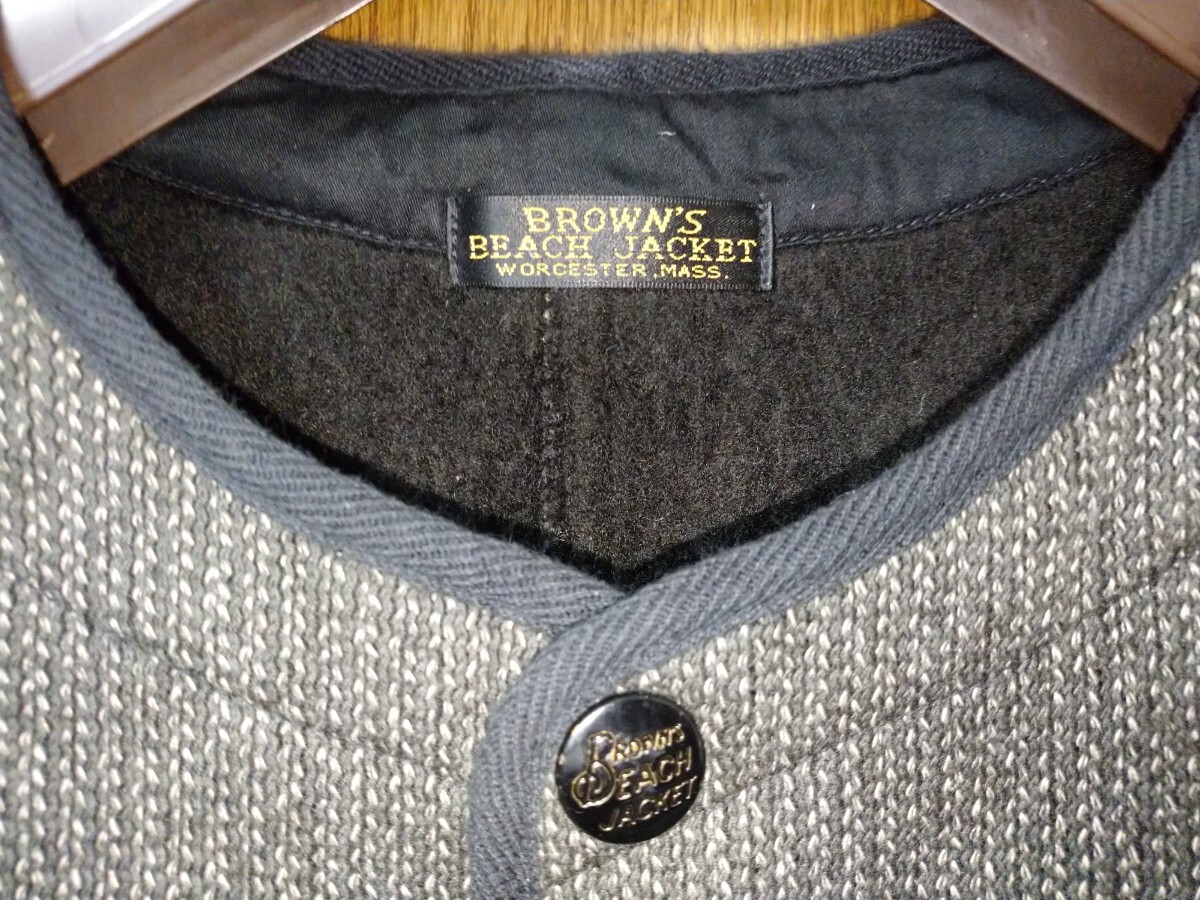 BROWN'S
BEACH JACKET
WORCESTER.MASS.
BROWN'S
BEACH
JACKET